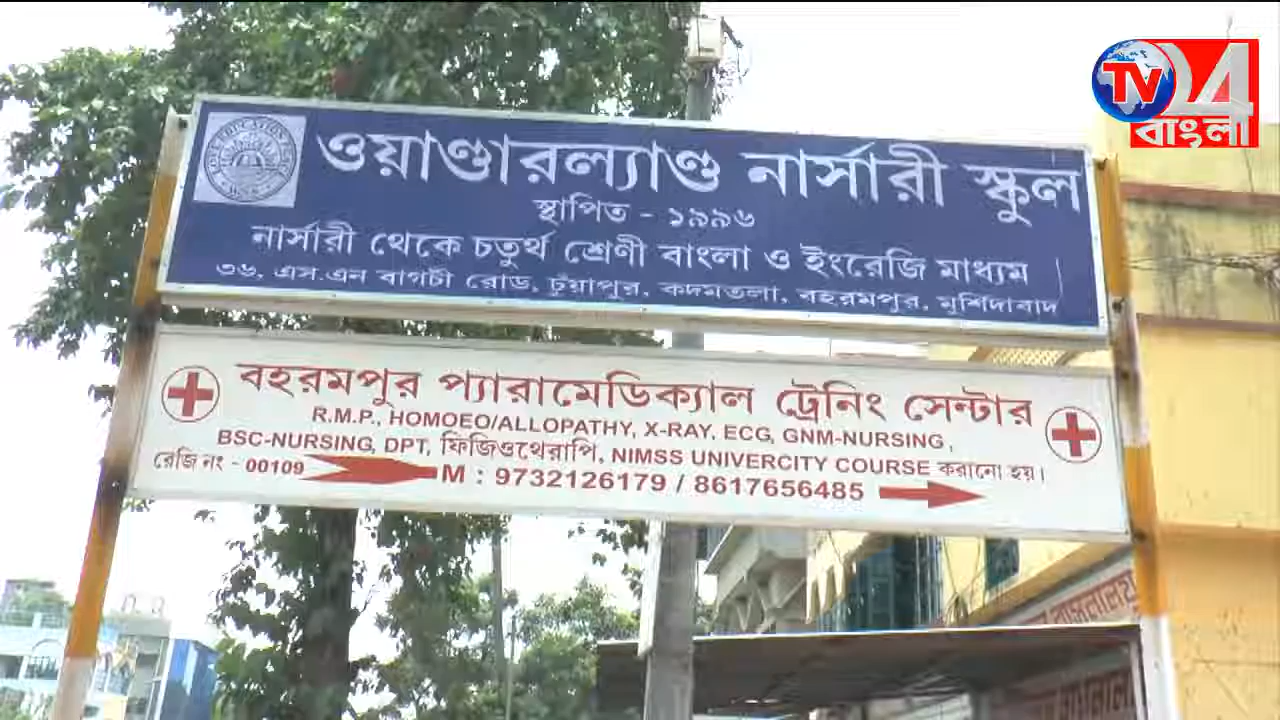 TV 24
বাংলা
ওয়াণ্ডারল্যাণ্ড নার্সারী স্কুল
স্থাপিত - ১৯৯৬
নার্সারী থেকে চতুর্থ শ্রেণী বাংলা ও ইংরেজি মাধ্যম
৩৬, এস.এন বাগচী রোড, চুঁয়াপুর, কদমতলা, বহরমপুর, মুর্শিদাবাদ
বহরমপুর প্যারামেডিক্যাল ট্রেনিং সেন্টার
R.M.P., HOMOEO/ALLOPATHY, X-RAY, ECG, GNM-NURSING,
BSC-NURSING, DPT, ফিজিওথেরাপি, NIMSS UNIVERCITY COURSE করানো হয়।
রেজি নং - 00109 M : 9732126179 / 8617656485